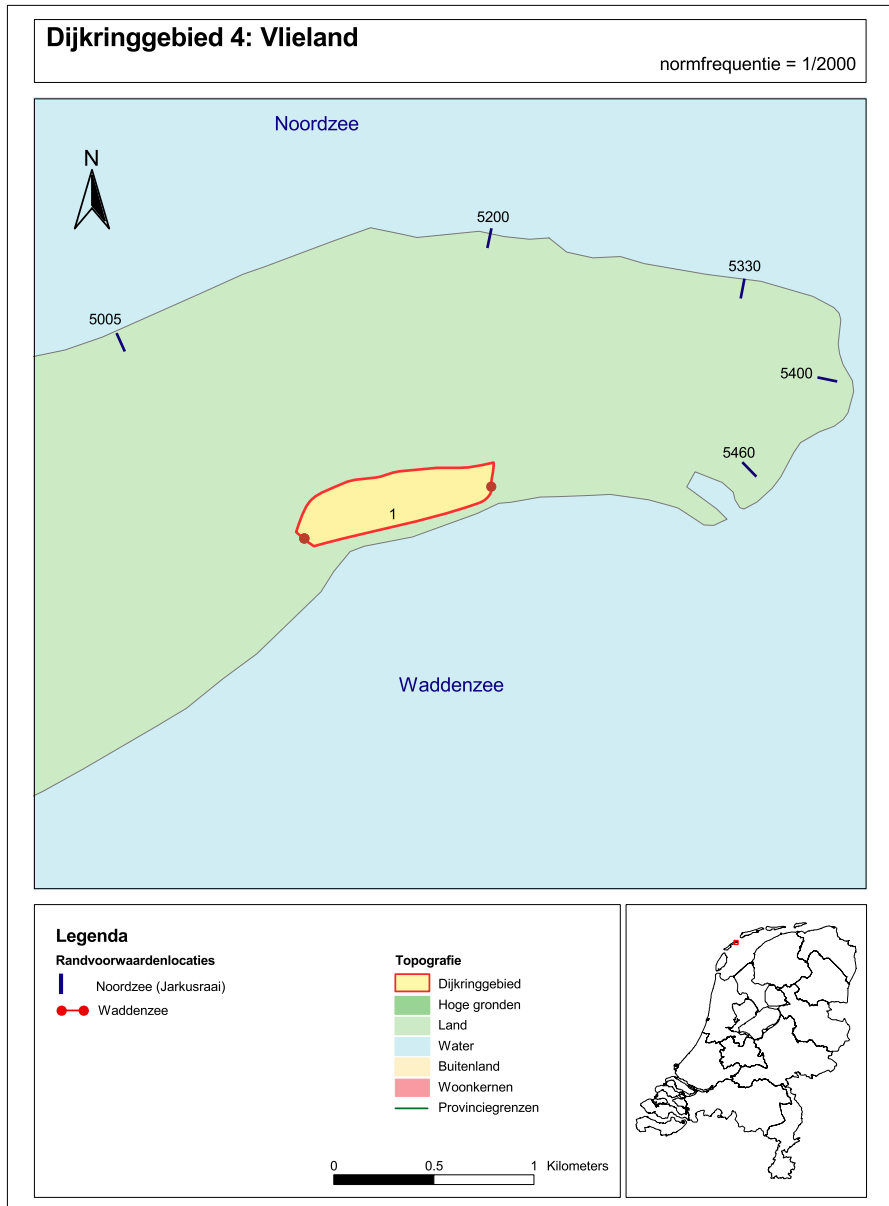 Dijkringgebied 4: Vlieland
normfrequentie = 1/2000
Noordzee
N
5200
5330
5005
5400
5460
1
Waddenzee
Legenda
Randvoorwaardenlocaties
Noordzee (Jarkusraai)
Waddenzee
Topografie
Dijkringgebied
Hoge gronden
Land
Water
Buitenland
Woonkernen
Provinciegrenzen
0 0.5 1 Kilometers